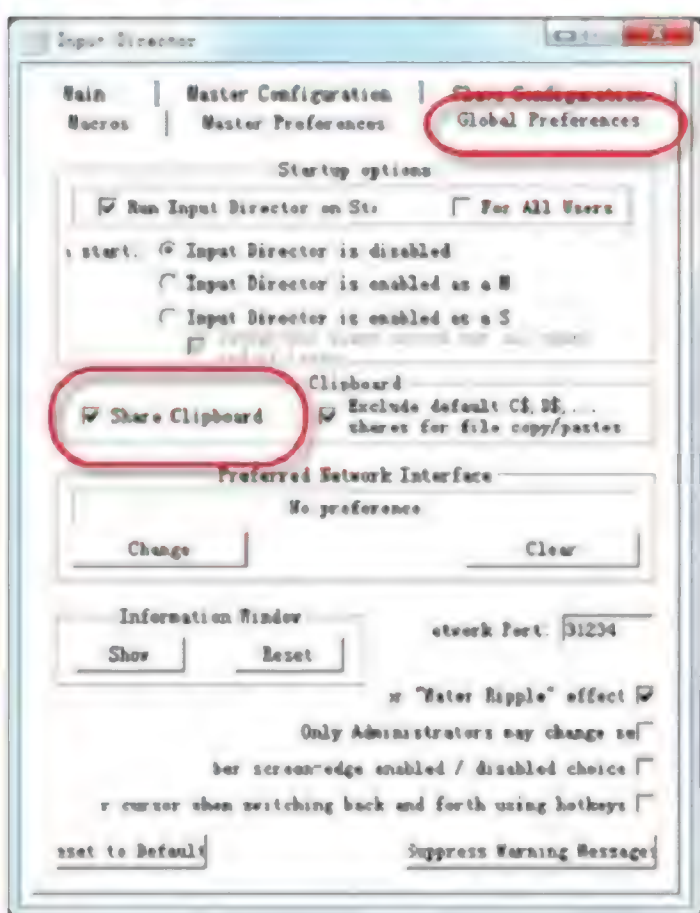 Input Director
Main Master Configuration
Macros Master Preferences Global Preferences
Startup options
Run Input Director on St For All Users
start. Input Director is disabled
Input Director is enabled as a M
Input Director is enabled as a S
Clipboard
Share Clipboard Exclude default C$, D$, ...
shares for file copy/pastes
Preferred Network Interface
No preference
Change Clear
Information Window
etwork Port: 31234
Show Reset
r "Water Ripple" effect
Only Administrators may change se
ber screen-edge enabled / disabled choice
r cursor when switching back and forth using hotkeys
eset to Default Suppress Warning Messages